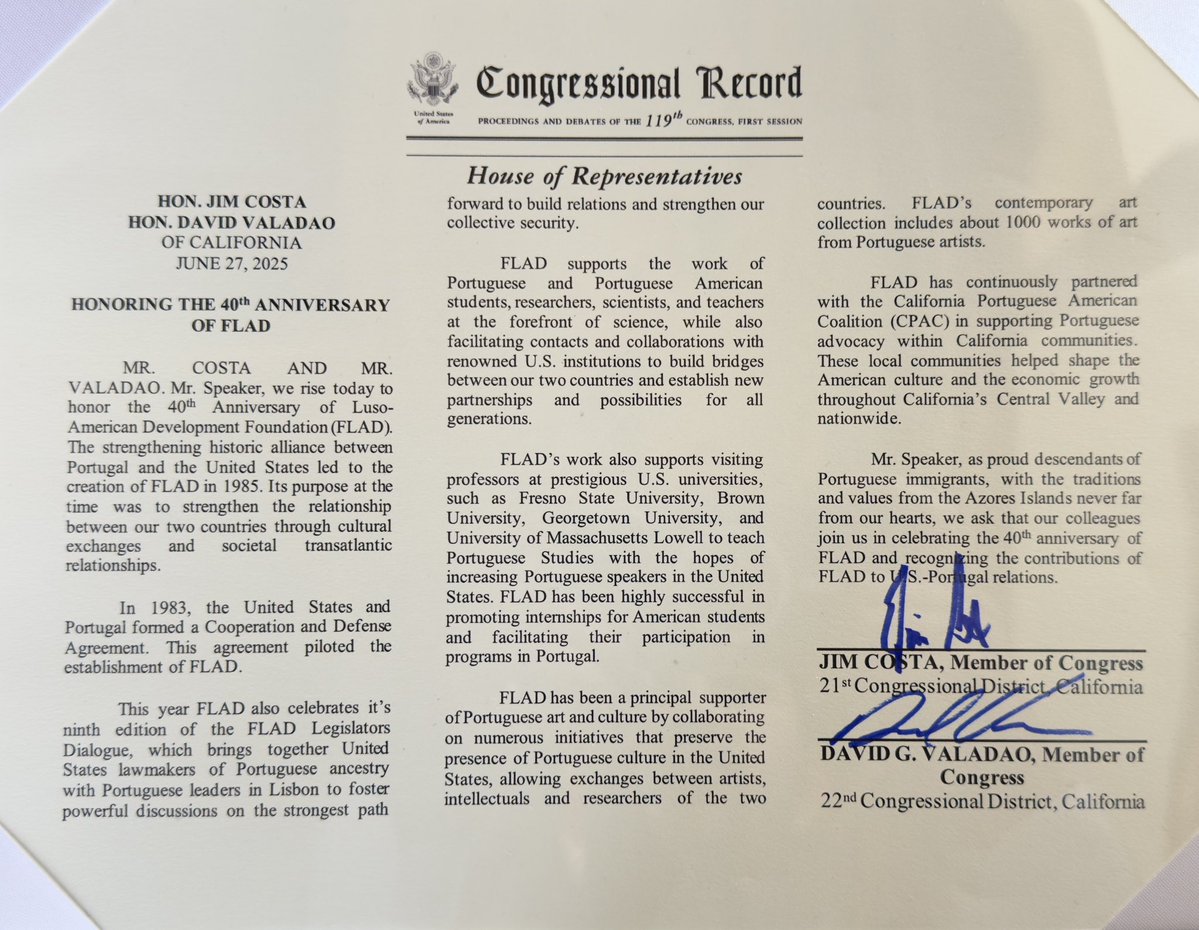 United States
of America
Congressional Record
PROCEEDINGS AND DEBATES OF THE 119th CONGRESS, FIRST SESSION
House of Representatives
HON. JIM COSTA
HON. DAVID VALADAO
OF CALIFORNIA
JUNE 27, 2025
HONORING THE 40th ANNIVERSARY
OF FLAD
MR. COSTA AND MR.
VALADAO. Mr. Speaker, we rise today to
honor the 40th Anniversary of Luso-
American Development Foundation (FLAD).
The strengthening historic alliance between
Portugal and the United States led to the
creation of FLAD in 1985. Its purpose at the
time was to strengthen the relationship
between our two countries through cultural
exchanges and societal transatlantic
relationships.
In 1983, the United States and
Portugal formed a Cooperation and Defense
Agreement. This agreement piloted the
establishment of FLAD.
This year FLAD also celebrates it's
ninth edition of the FLAD Legislators
Dialogue, which brings together United
States lawmakers of Portuguese ancestry
with Portuguese leaders in Lisbon to foster
powerful discussions on the strongest path
forward to build relations and strengthen our
collective security.
FLAD supports the work of
Portuguese and Portuguese American
students, researchers, scientists, and teachers
at the forefront of science, while also
facilitating contacts and collaborations with
renowned U.S. institutions to build bridges
between our two countries and establish new
partnerships and possibilities for all
generations.
FLAD's work also supports visiting
professors at prestigious U.S. universities,
such as Fresno State University, Brown
University, Georgetown University, and
University of Massachusetts Lowell to teach
Portuguese Studies with the hopes of
increasing Portuguese speakers in the United
States. FLAD has been highly successful in
promoting internships for American students
and facilitating their participation in
programs in Portugal.
FLAD has been a principal supporter
of Portuguese art and culture by collaborating
on numerous initiatives that preserve the
presence of Portuguese culture in the United
States, allowing exchanges between artists,
intellectuals and researchers of the two
countries. FLAD's contemporary art
collection includes about 1000 works of art
from Portuguese artists.
FLAD has continuously partnered
with the California Portuguese American
Coalition (CPAC) in supporting Portuguese
advocacy within California communities.
These local communities helped shape the
American culture and the economic growth
throughout California's Central Valley and
nationwide.
Mr. Speaker, as proud descendants of
Portuguese immigrants, with the traditions
and values from the Azores Islands never far
from our hearts, we ask that our colleagues
join us in celebrating the 40th anniversary of
FLAD and recognizing the contributions of
FLAD to U.S.-Portugal relations.
JIM COSTA, Member of Congress
21st Congressional District, California
DAVID G. VALADAO, Member of
Congress
22nd Congressional District, California